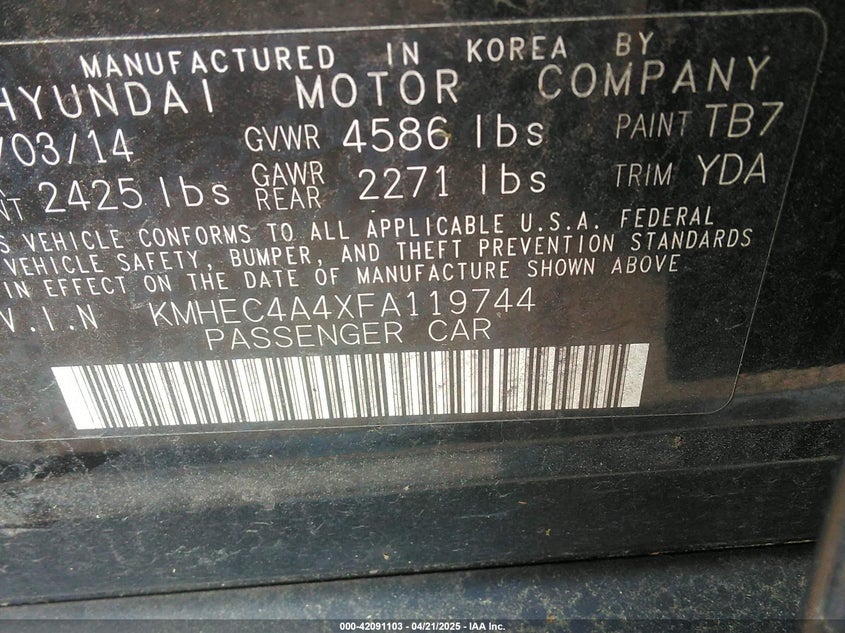 MANUFACTURED IN KOREA BY
HYUNDAI MOTOR COMPANY
/03/14 GVWR 4586 lbs PAINT TB7
NT 2425 lbs GAWR REAR 2271 lbs TRIM YDA
S VEHICLE CONFORMS TO ALL APPLICABLE U.S.A. FEDERAL
VEHICLE SAFETY, BUMPER, AND THEFT PREVENTION STANDARDS
IN EFFECT ON THE DATE OF MANUFACTURE SHOWN ABOVE
V.I.N KMHEC4A4XFA119744
PASSENGER CAR
000-42091103 - 04/21/2025 - IAA Inc.